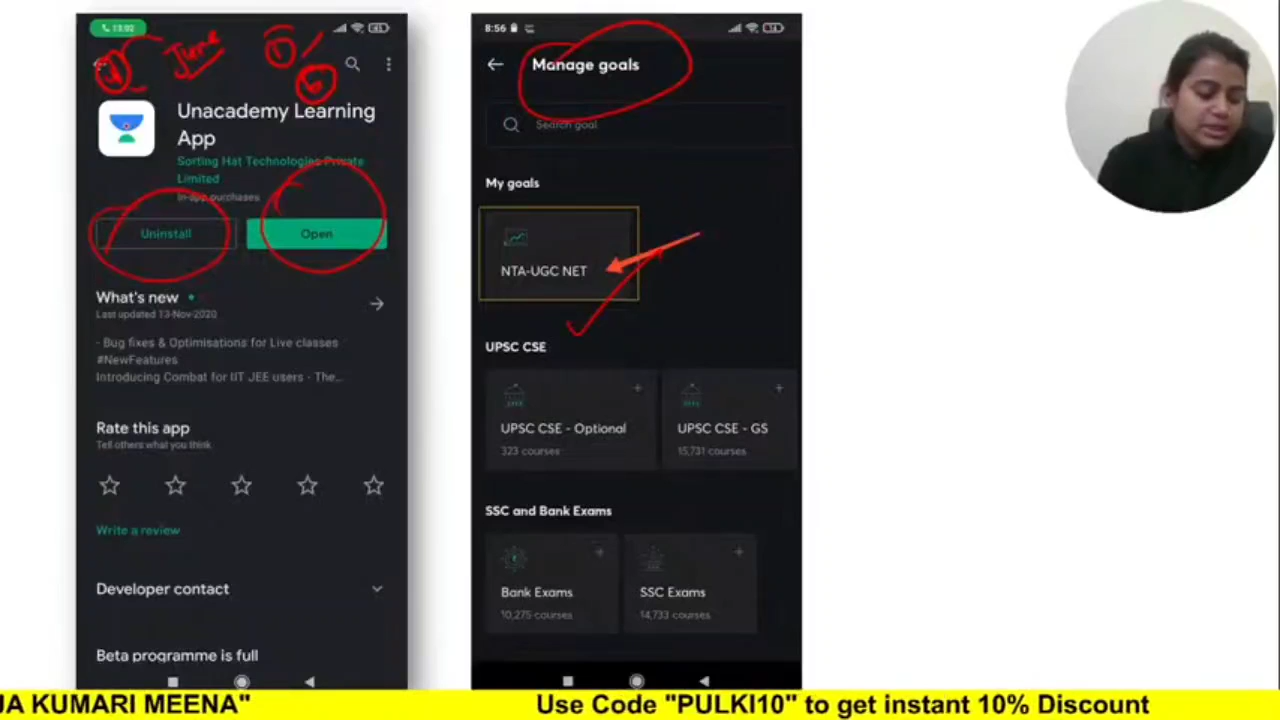 13:02
41
June
Unacademy Learning
App
Sorting Hat Technologies Private
Limited
In-app purchases
Uninstall
Open
What's new
Last updated 13-Nov-2020
- Bug fixes & Optimisations for Live classes
#NewFeatures
Introducing Combat for IIT JEE users - The...
Rate this app
Tell others what you think
Write a review
Developer contact
Beta programme is full
8:56
14
Manage goals
Search goal
My goals
NTA-UGC NET
UPSC CSE
UPSC CSE - Optional
323 courses
UPSC CSE - GS
15,731 courses
SSC and Bank Exams
Bank Exams
10,275 courses
SSC Exams
14,733 courses
JA KUMARI MEENA" Use Code "PULKI10" to get instant 10% Discount